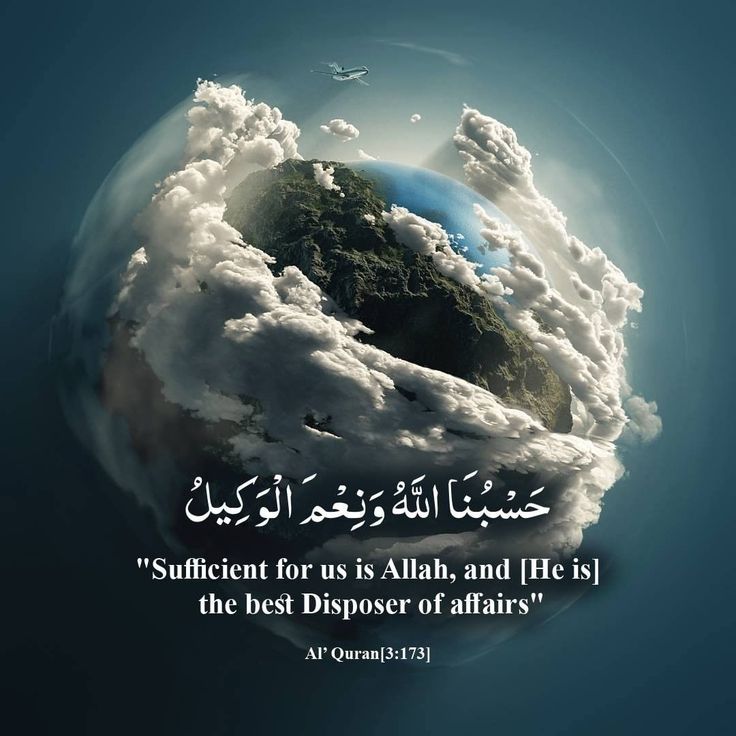 حَسْبُنَا اللَّهُ وَنِعْمَ الْوَكِيلُ
"Sufficient for us is Allah, and [He is]
the best Disposer of affairs"
Al’ Quran[3:173]